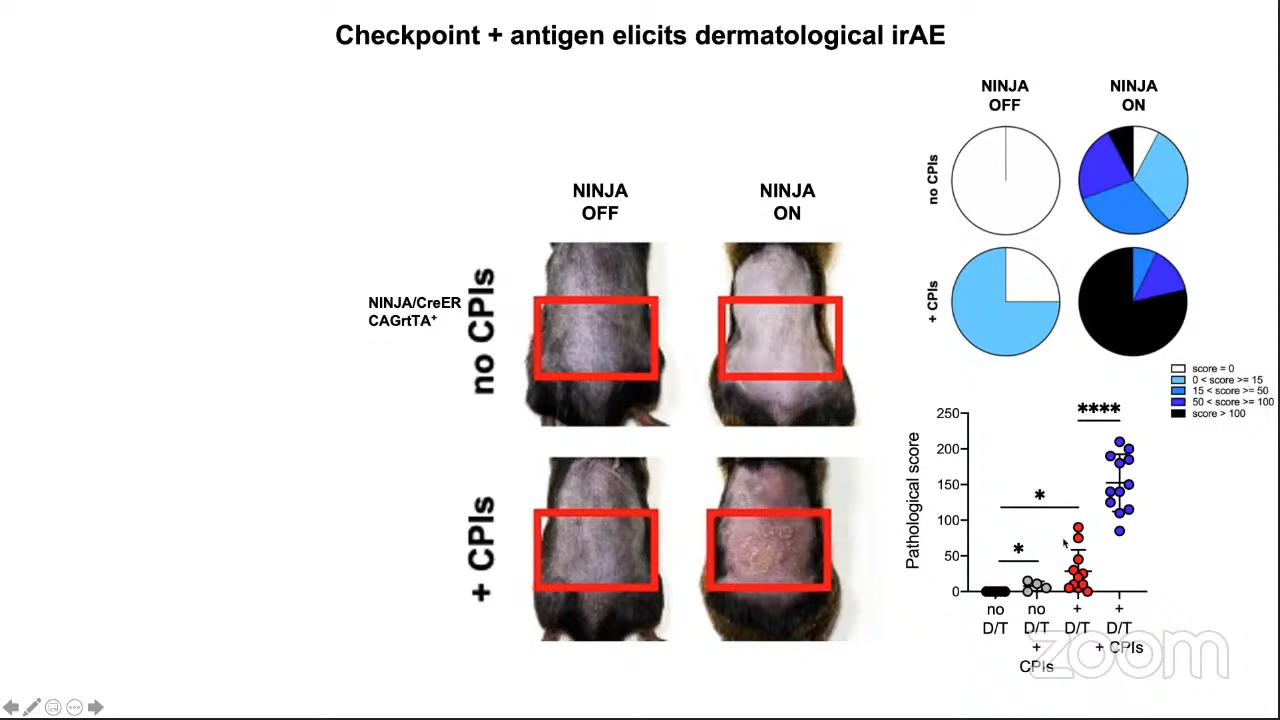 Checkpoint + antigen elicits dermatological irAE
NINJA
OFF
NINJA
ON
no CPIs
+ CPIs
NINJA
OFF
NINJA
ON
NINJA/CreER
CAGrtTA+
no CPIs
+ CPIs
score = 0
0 < score >= 15
15 < score >= 50
50 < score >= 100
score > 100
Pathological score
250
200
150
100
50
0
****
*
*
no
D/T
no
D/T
+
CPIs
+
D/T
+
D/T
+ CPIs
zoom